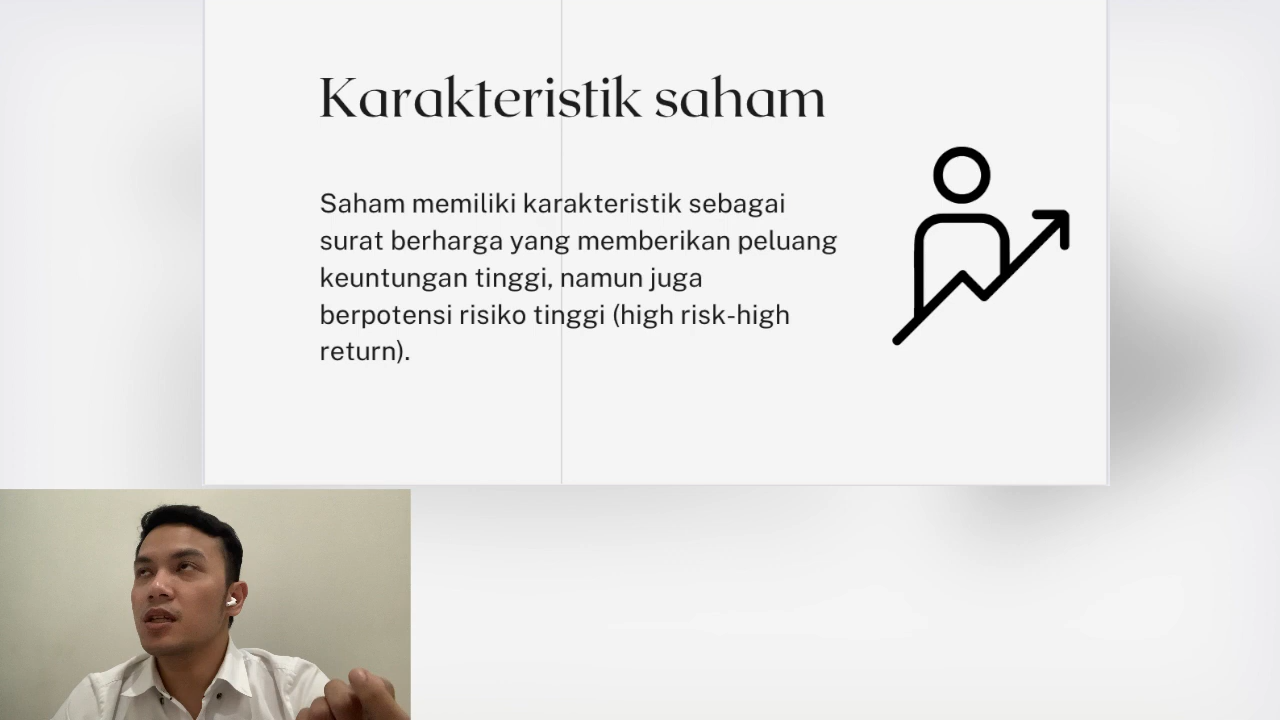 Karakteristik saham
Saham memiliki karakteristik sebagai
surat berharga yang memberikan peluang
keuntungan tinggi, namun juga
berpotensi risiko tinggi (high risk-high
return).